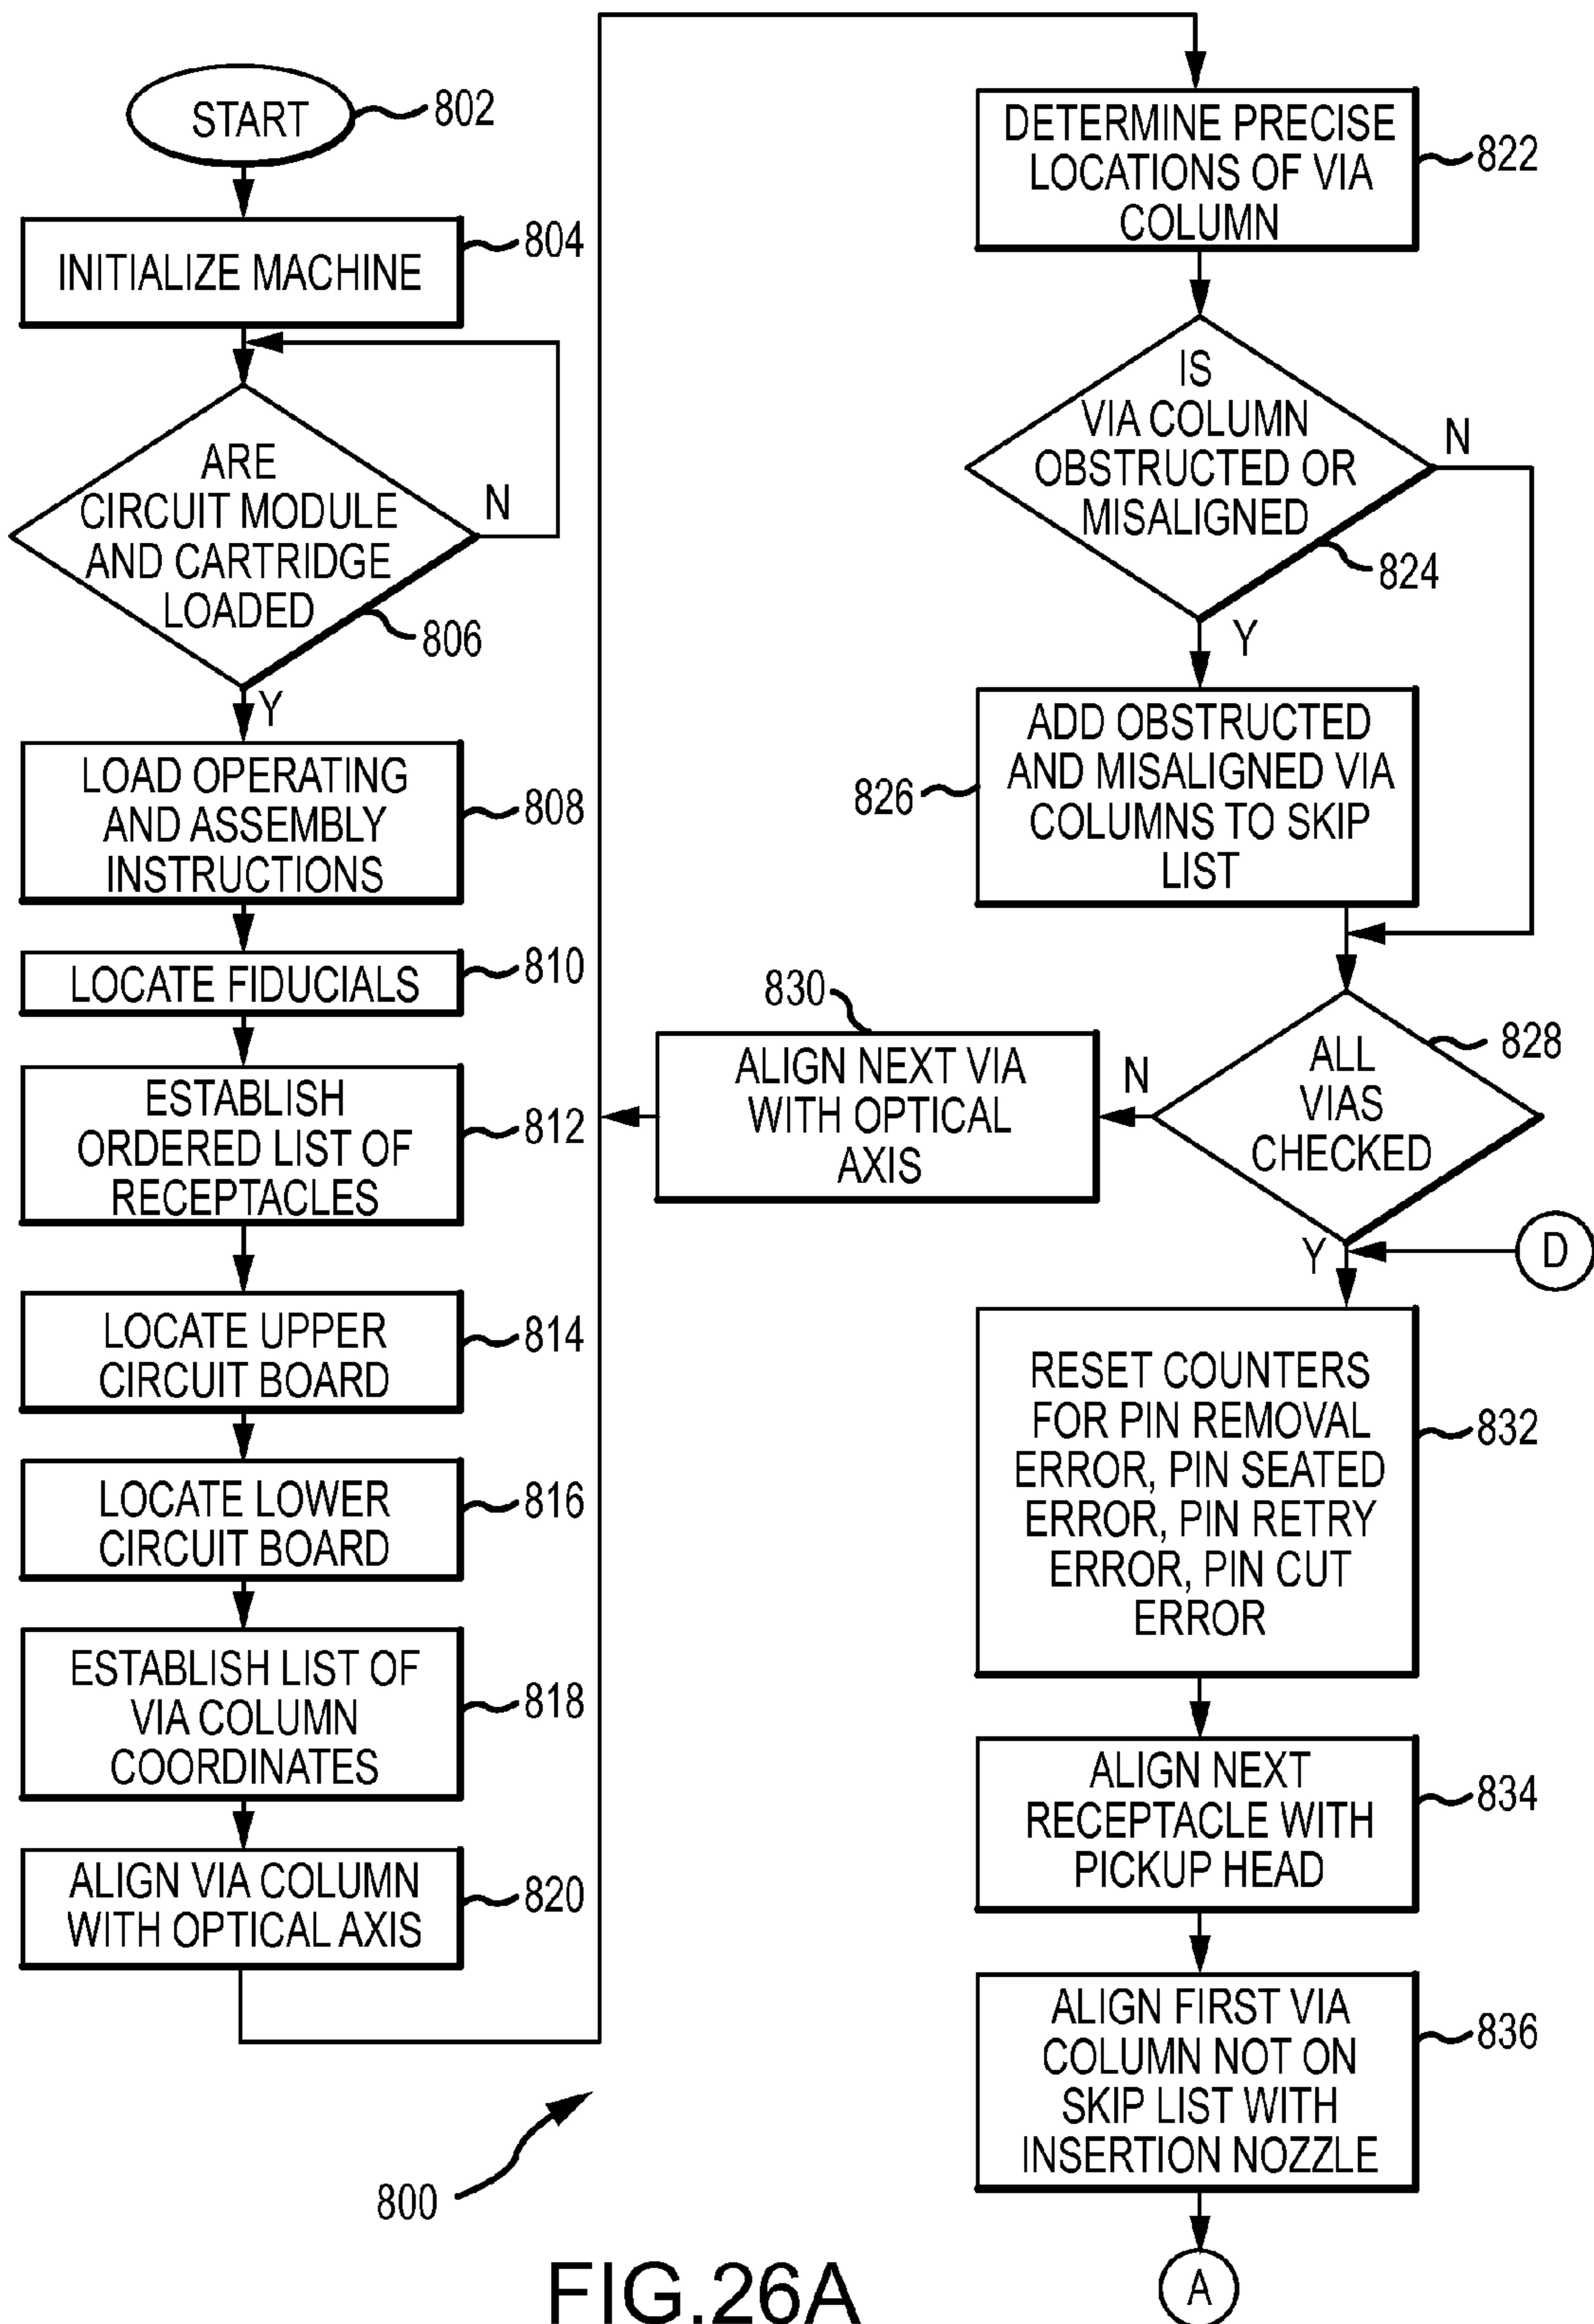 START
802
INITIALIZE MACHINE
804
ARE
CIRCUIT MODULE
AND CARTRIDGE
LOADED
N
806
Y
LOAD OPERATING
AND ASSEMBLY
INSTRUCTIONS
808
LOCATE FIDUCIALS
810
ESTABLISH
ORDERED LIST OF
RECEPTACLES
812
LOCATE UPPER
CIRCUIT BOARD
814
LOCATE LOWER
CIRCUIT BOARD
816
ESTABLISH LIST OF
VIA COLUMN
COORDINATES
818
ALIGN VIA COLUMN
WITH OPTICAL AXIS
820
DETERMINE PRECISE
LOCATIONS OF VIA
COLUMN
822
IS
VIA COLUMN
OBSTRUCTED OR
MISALIGNED
N
824
Y
ADD OBSTRUCTED
AND MISALIGNED VIA
COLUMNS TO SKIP
LIST
826
ALL
VIAS
CHECKED
828
N
830
ALIGN NEXT VIA
WITH OPTICAL
AXIS
Y
D
RESET COUNTERS
FOR PIN REMOVAL
ERROR, PIN SEATED
ERROR, PIN RETRY
ERROR, PIN CUT
ERROR
832
ALIGN NEXT
RECEPTACLE WITH
PICKUP HEAD
834
ALIGN FIRST VIA
COLUMN NOT ON
SKIP LIST WITH
INSERTION NOZZLE
836
A
800
FIG.26A